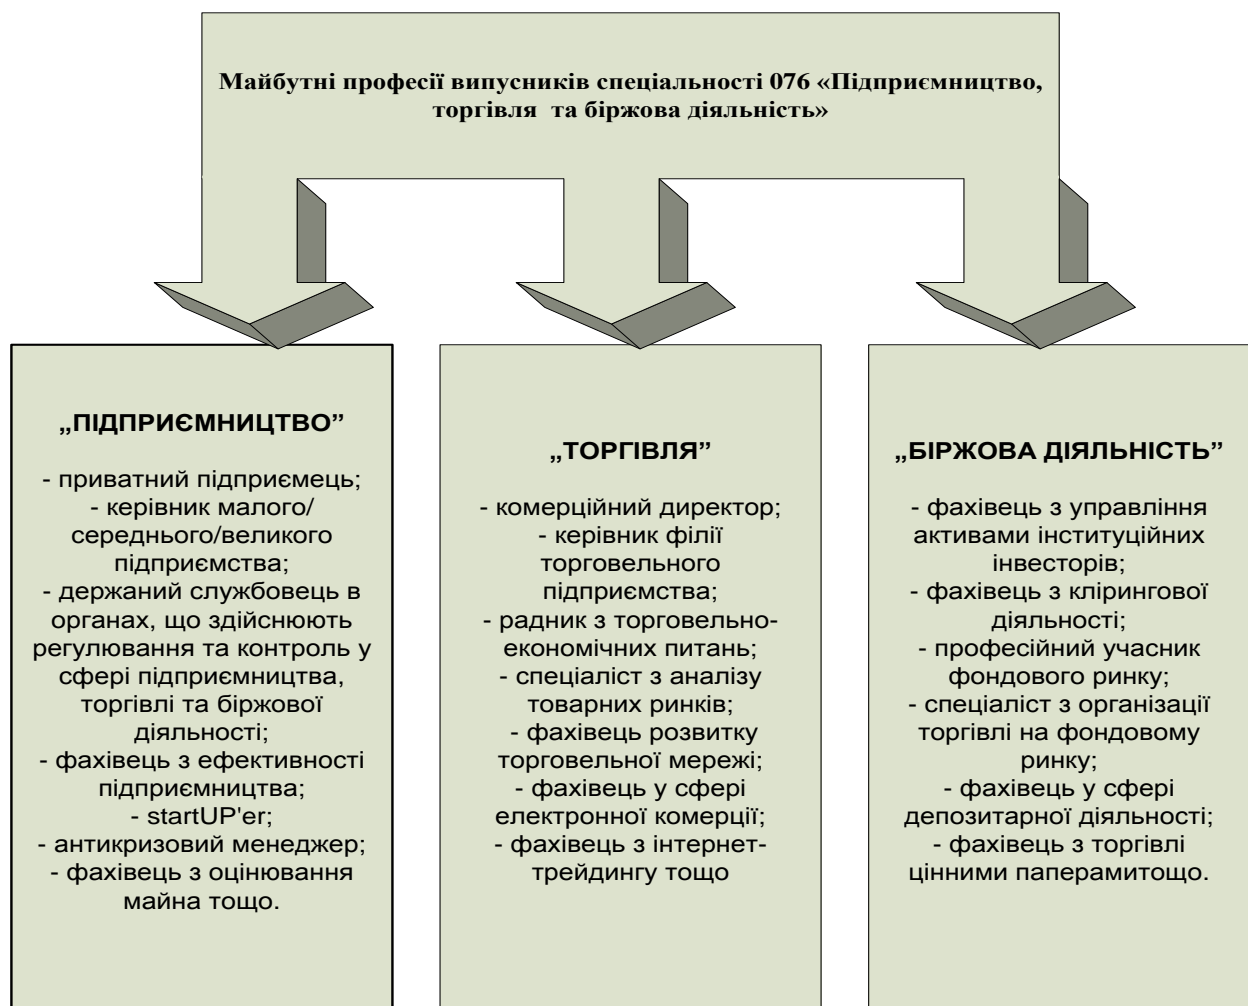 Майбутні професії випусників спеціальності 076 «Підприємництво,
торгівля та біржова діяльність»
„ПІДПРИЄМНИЦТВО”
- приватний підприємець;
- керівник малого/
середнього/великого
підприємства;
- держаний службовець в
органах, що здійснюють
регулювання та контроль у
сфері підприємництва,
торгівлі та біржової
діяльності;
- фахівець з ефективності
підприємництва;
- startUP'er;
- антикризовий менеджер;
- фахівець з оцінювання
майна тощо.
„ТОРГІВЛЯ”
- комерційний директор;
- керівник філії
торговельного
підприємства;
- радник з торговельно-
економічних питань;
- спеціаліст з аналізу
товарних ринків;
- фахівець розвитку
торговельної мережі;
- фахівець у сфері
електронної комерції;
- фахівець з інтернет-
трейдингу тощо
„БІРЖОВА ДІЯЛЬНІСТЬ”
- фахівець з управління
активами інституційних
інвесторів;
- фахівець з клірингової
діяльності;
- професійний учасник
фондового ринку;
- спеціаліст з організації
торгівлі на фондовому
ринку;
- фахівець у сфері
депозитарної діяльності;
- фахівець з торгівлі
цінними паперамитощо.